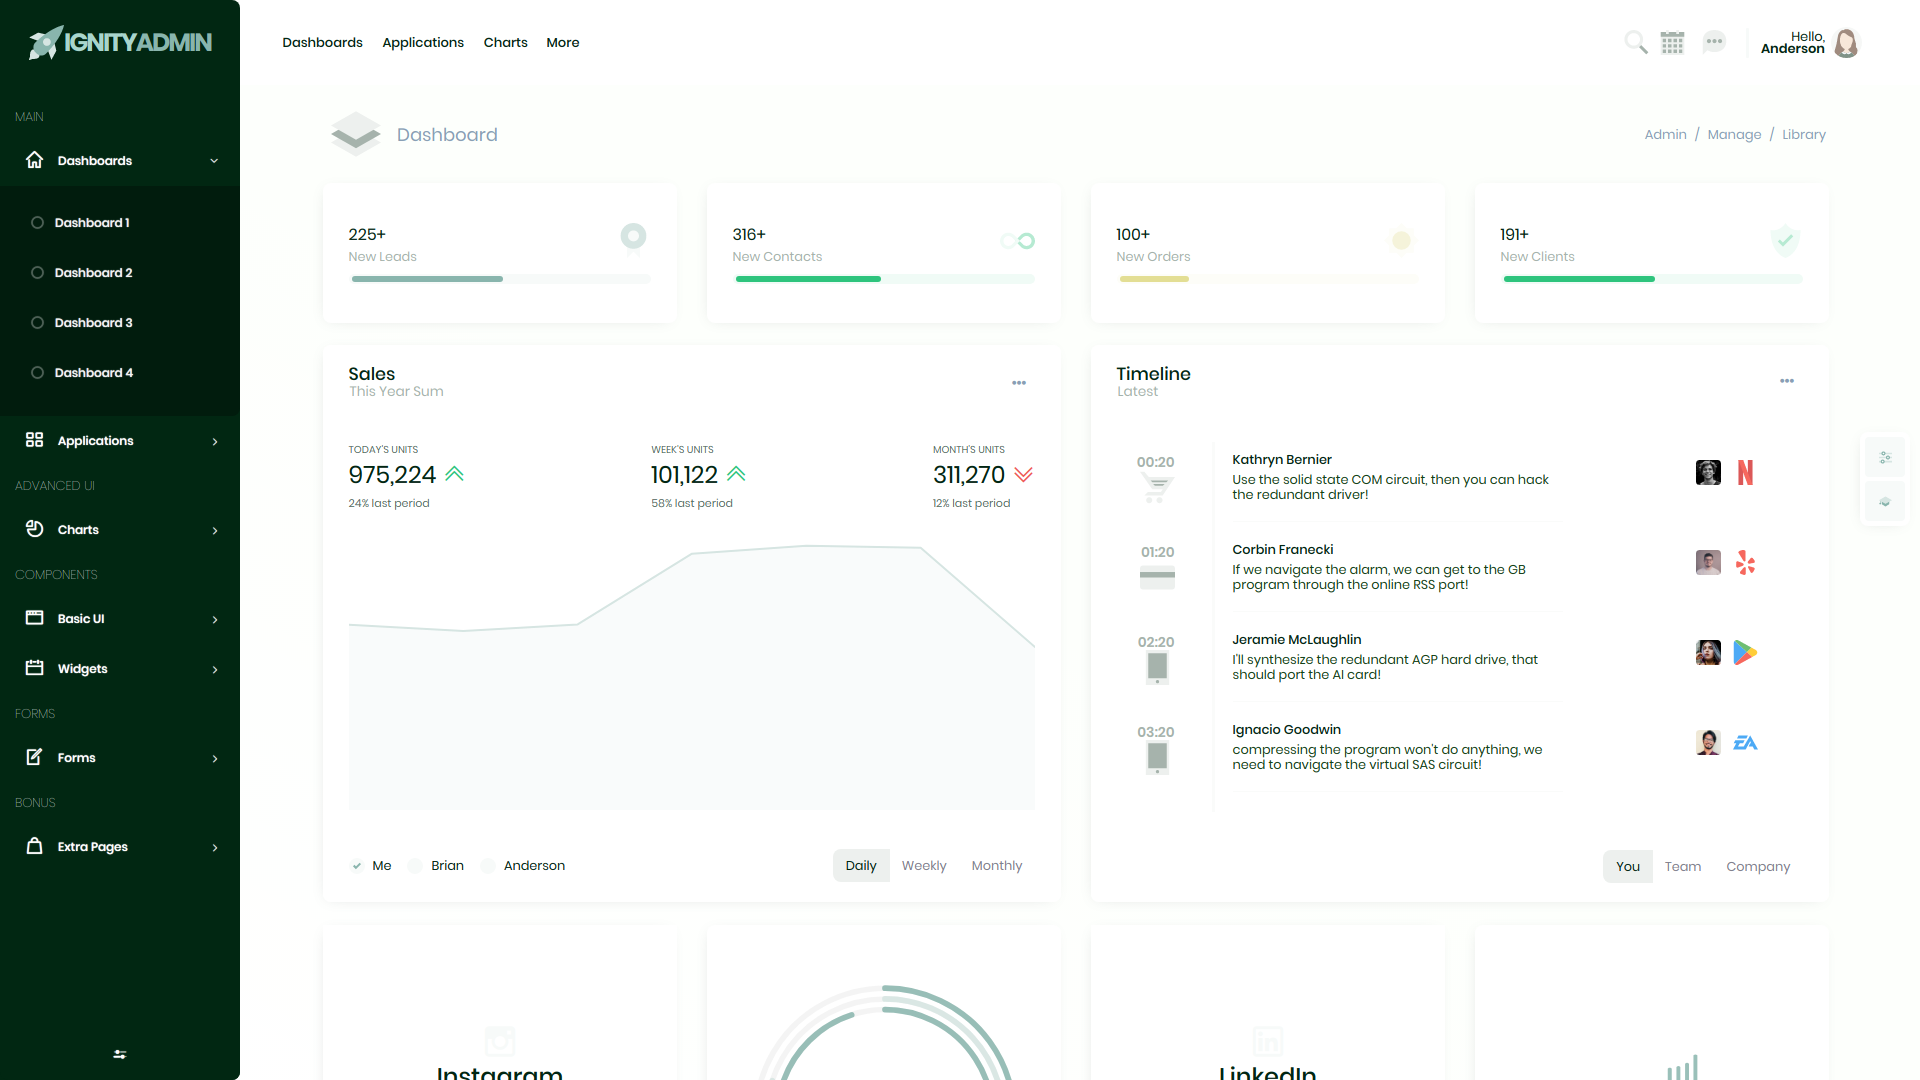 IGNITYADMIN
Dashboards
Applications
Charts
More
Hello,
Anderson
MAIN
Dashboards
Dashboard 1
Dashboard 2
Dashboard 3
Dashboard 4
Applications
ADVANCED UI
Charts
COMPONENTS
Basic UI
Widgets
FORMS
Forms
BONUS
Extra Pages
Dashboard
Admin / Manage / Library
225+
New Leads
316+
New Contacts
100+
New Orders
191+
New Clients
Sales
This Year Sum
TODAY'S UNITS
975,224
24% last period
WEEK'S UNITS
101,122
58% last period
MONTH'S UNITS
311,270
12% last period
Me
Brian
Anderson
Daily
Weekly
Monthly
Timeline
Latest
00:20
Kathryn Bernier
Use the solid state COM circuit, then you can hack
the redundant driver!
01:20
Corbin Franecki
If we navigate the alarm, we can get to the GB
program through the online RSS port!
02:20
Jeramie McLaughlin
I'll synthesize the redundant AGP hard drive, that
should port the AI card!
03:20
Ignacio Goodwin
compressing the program won't do anything, we
need to navigate the virtual SAS circuit!
EA
You
Team
Company
Instagram
in
LinkedIn